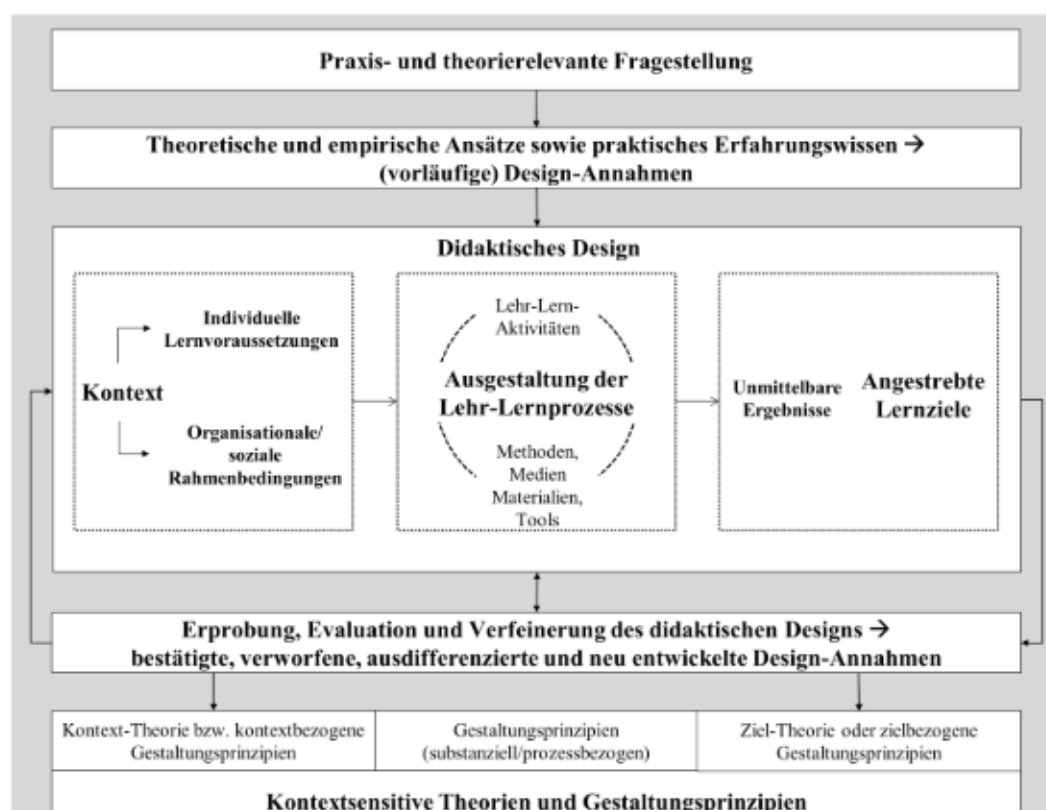 Praxis- und theorierelevante Fragestellung
Theoretische und empirische Ansätze sowie praktisches Erfahrungswissen →
(vorläufige) Design-Annahmen
Didaktisches Design
Individuelle
Lernvoraussetzungen
Kontext
Organisationale/
soziale
Rahmenbedingungen
Lehr-Lern-
Aktivitäten
Ausgestaltung der
Lehr-Lernprozesse
Methoden,
Medien
Materialien,
Tools
Unmittelbare
Ergebnisse
Angestrebte
Lernziele
Erprobung, Evaluation und Verfeinerung des didaktischen Designs →
bestätigte, verworfene, ausdifferenzierte und neu entwickelte Design-Annahmen
Kontext-Theorie bzw. kontextbezogene
Gestaltungsprinzipien
Gestaltungsprinzipien
(substanziell/prozessbezogen)
Ziel-Theorie oder zielbezogene
Gestaltungsprinzipien
Kontextsensitive Theorien und Gestaltungsprinzipien